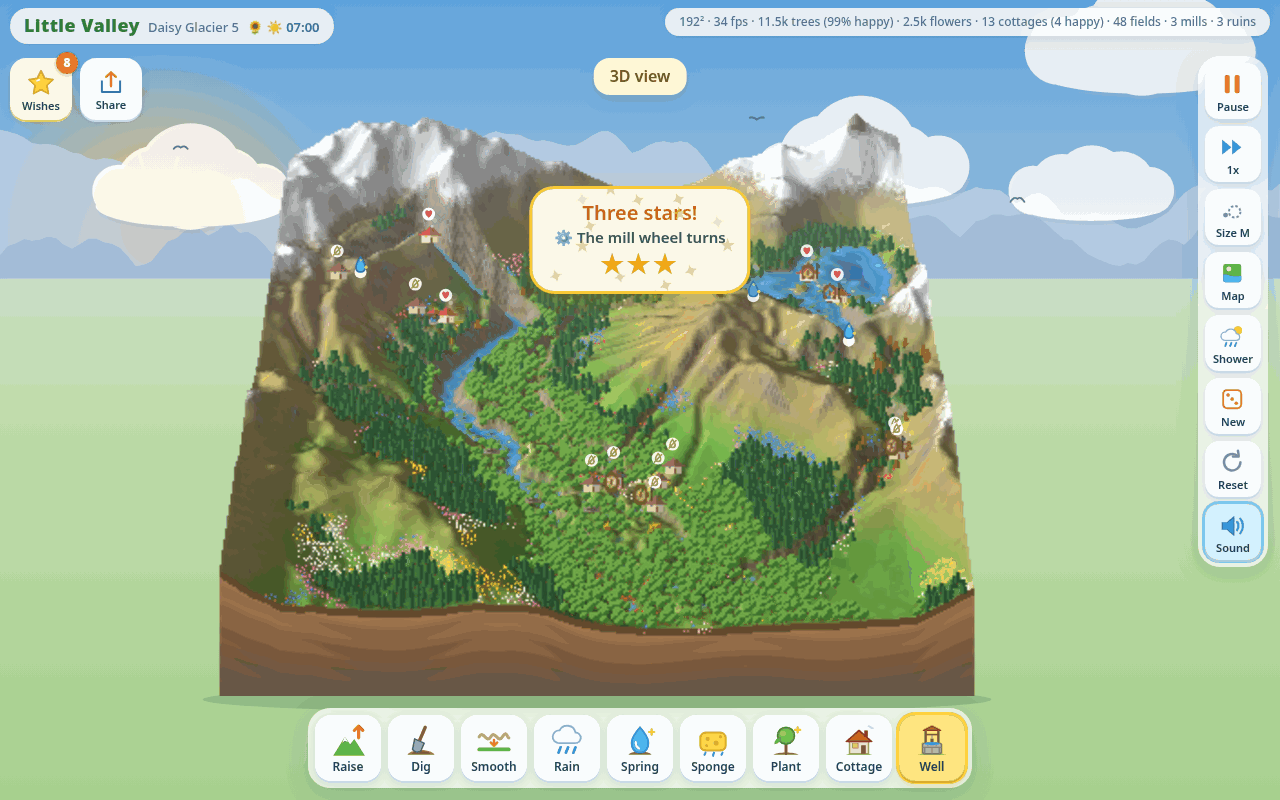 Little Valley Daisy Glacier 5 🌻 ☀️ 07:00
192² · 34 fps · 11.5k trees (99% happy) · 2.5k flowers · 13 cottages (4 happy) · 48 fields · 3 mills · 3 ruins
8
Wishes
Share
3D view
Three stars!
⚙️ The mill wheel turns
★★★
Pause
1x
Size M
Map
Shower
New
Reset
Sound
Raise
Dig
Smooth
Rain
Spring
Sponge
Plant
Cottage
Well